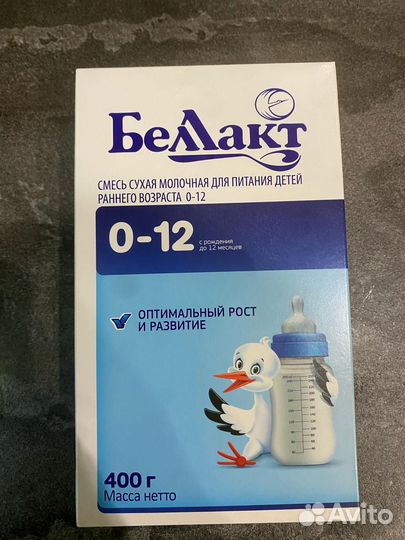 Беллакт
СМЕСЬ СУХАЯ МОЛОЧНАЯ ДЛЯ ПИТАНИЯ ДЕТЕЙ
РАННЕГО ВОЗРАСТА 0-12
0-12
с рождения
до 12 месяцев
ОПТИМАЛЬНЫЙ РОСТ
И РАЗВИТИЕ
400 г
Масса нетто
Avito